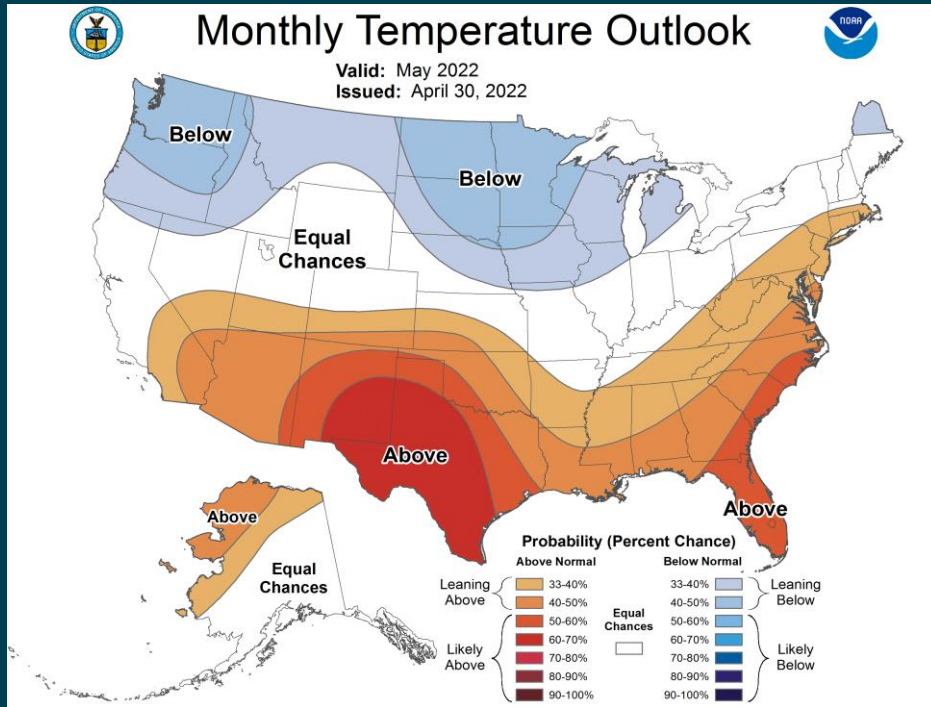 Monthly Temperature Outlook
NOAA
Valid: May 2022
Issued: April 30, 2022
Below
Below
Equal
Chances
Above
Above
Above
Equal
Chances
Probability (Percent Chance)
Above Normal
Below Normal
Leaning
Above
33-40%
40-50%
Likely
Above
50-60%
60-70%
70-80%
80-90%
90-100%
Equal
Chances
33-40%
40-50%
Leaning
Below
50-60%
60-70%
70-80%
80-90%
90-100%
Likely
Below